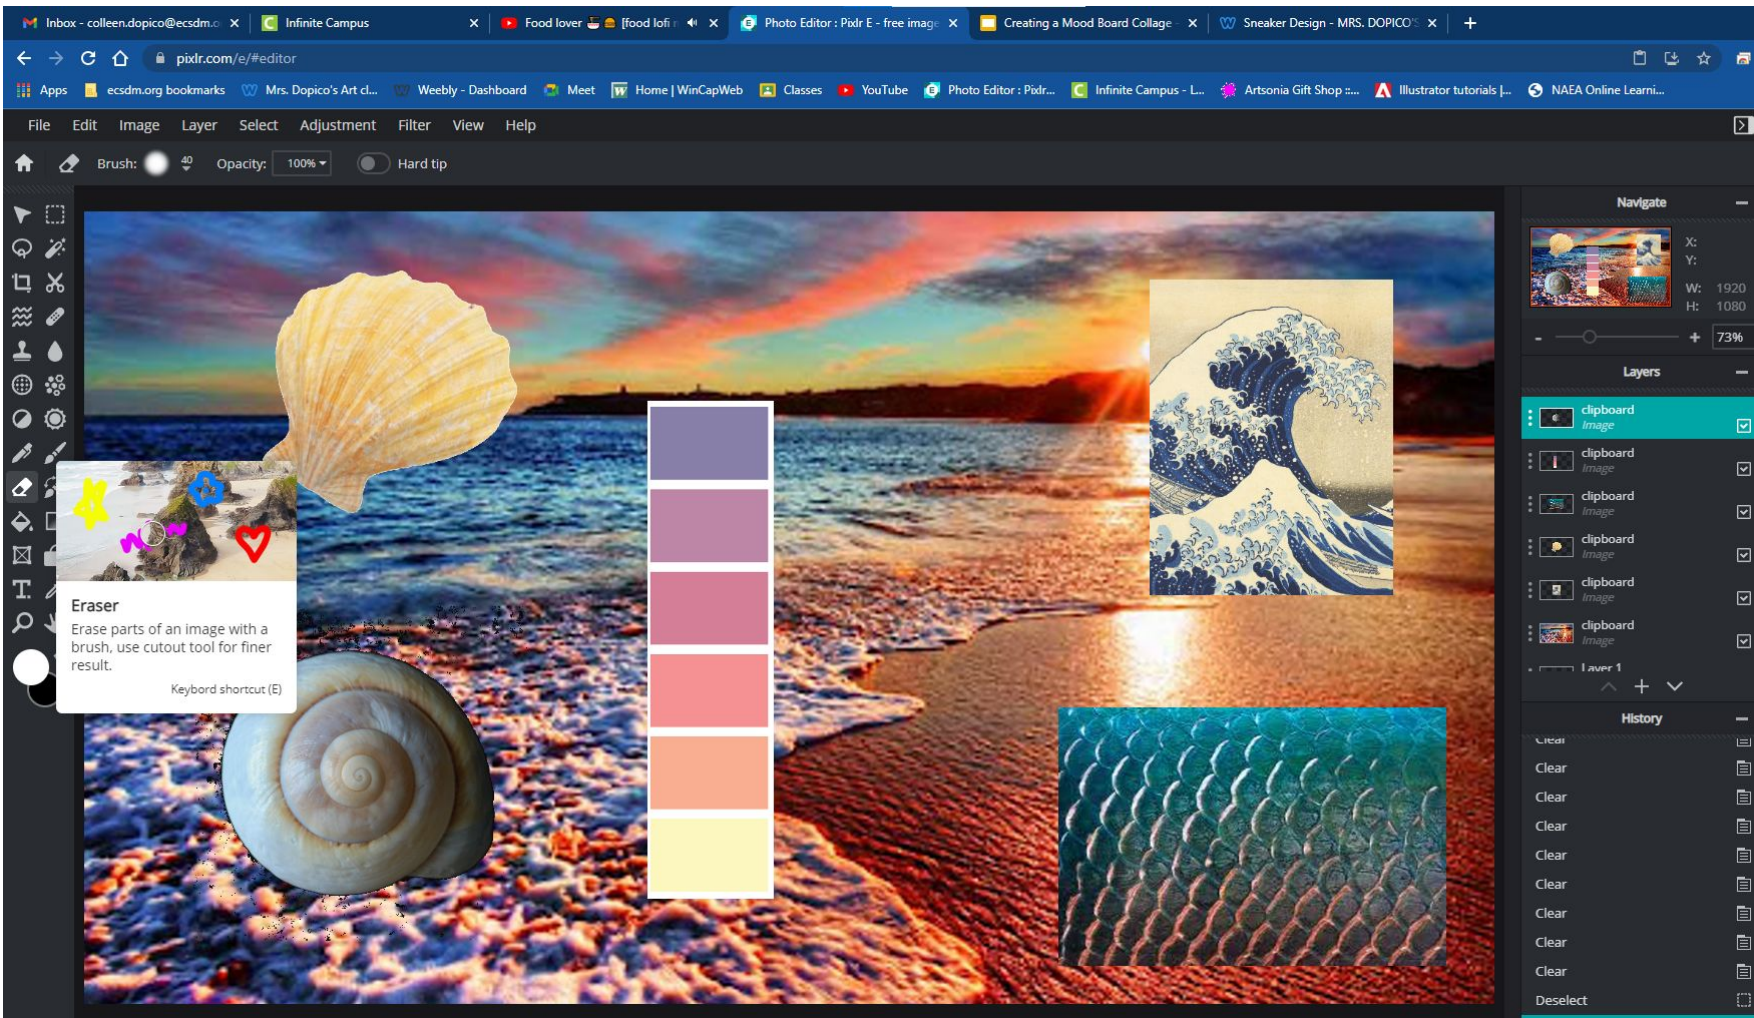 Inbox - colleen.dopico@ecsdm.o
Infinite Campus
Food lover [food lofi
Photo Editor : Pixlr E - free image
Creating a Mood Board Collage
Sneaker Design - MRS. DOPICO'S
pixlr.com/e/#editor
Apps
ecsdm.org bookmarks
Mrs. Dopico's Art cl...
Weebly - Dashboard
Meet
Home | WinCapWeb
Classes
YouTube
Photo Editor : Pixlr...
Infinite Campus - L...
Artsonia Gift Shop ::...
Illustrator tutorials |...
NAEA Online Learni...
File Edit Image Layer Select Adjustment Filter View Help
Brush: 40 Opacity: 100% Hard tip
Eraser
Erase parts of an image with a
brush, use cutout tool for finer
result.
Keybord shortcut (E)
Navigate
X:
Y:
W: 1920
H: 1080
73%
Layers
clipboard
Image
clipboard
Image
clipboard
Image
clipboard
Image
clipboard
Image
clipboard
Image
Layer 1
History
Clear
Clear
Clear
Clear
Clear
Clear
Clear
Clear
Clear
Deselect